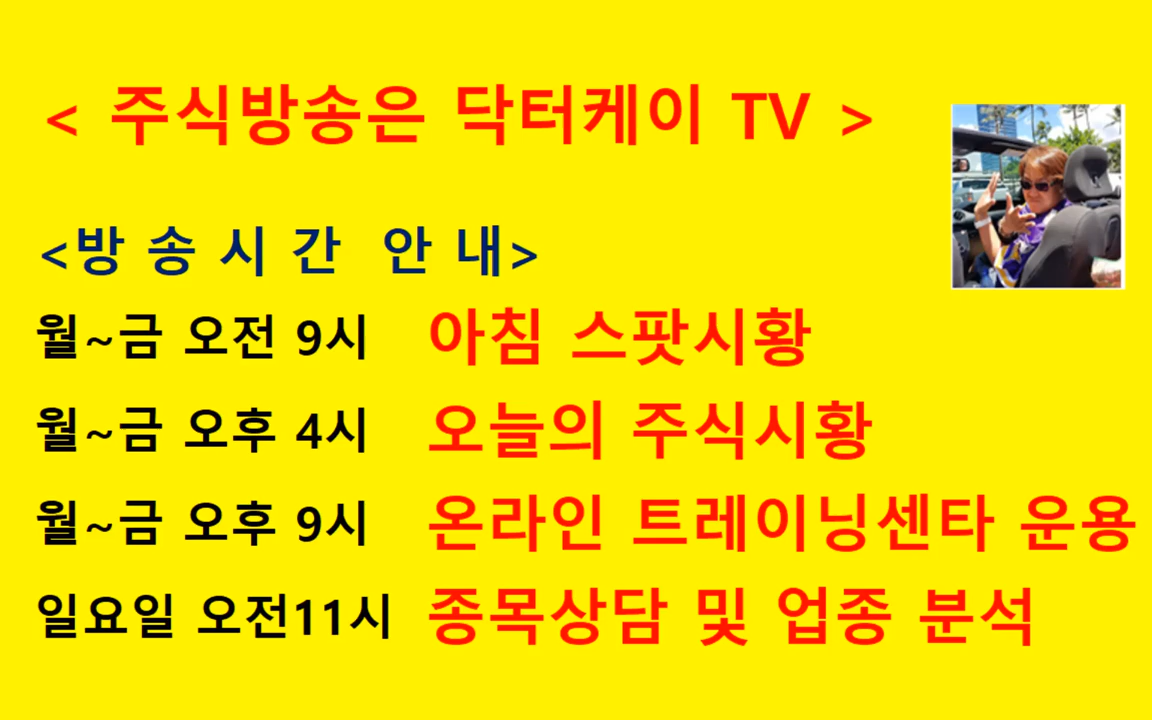 < 주식방송은 닥터케이 TV >
<방 송 시 간 안 내>
월~금 오전 9시 아침 스팟시황
월~금 오후 4시 오늘의 주식시황
월~금 오후 9시 온라인 트레이닝센타 운용
일요일 오전11시 종목상담 및 업종 분석